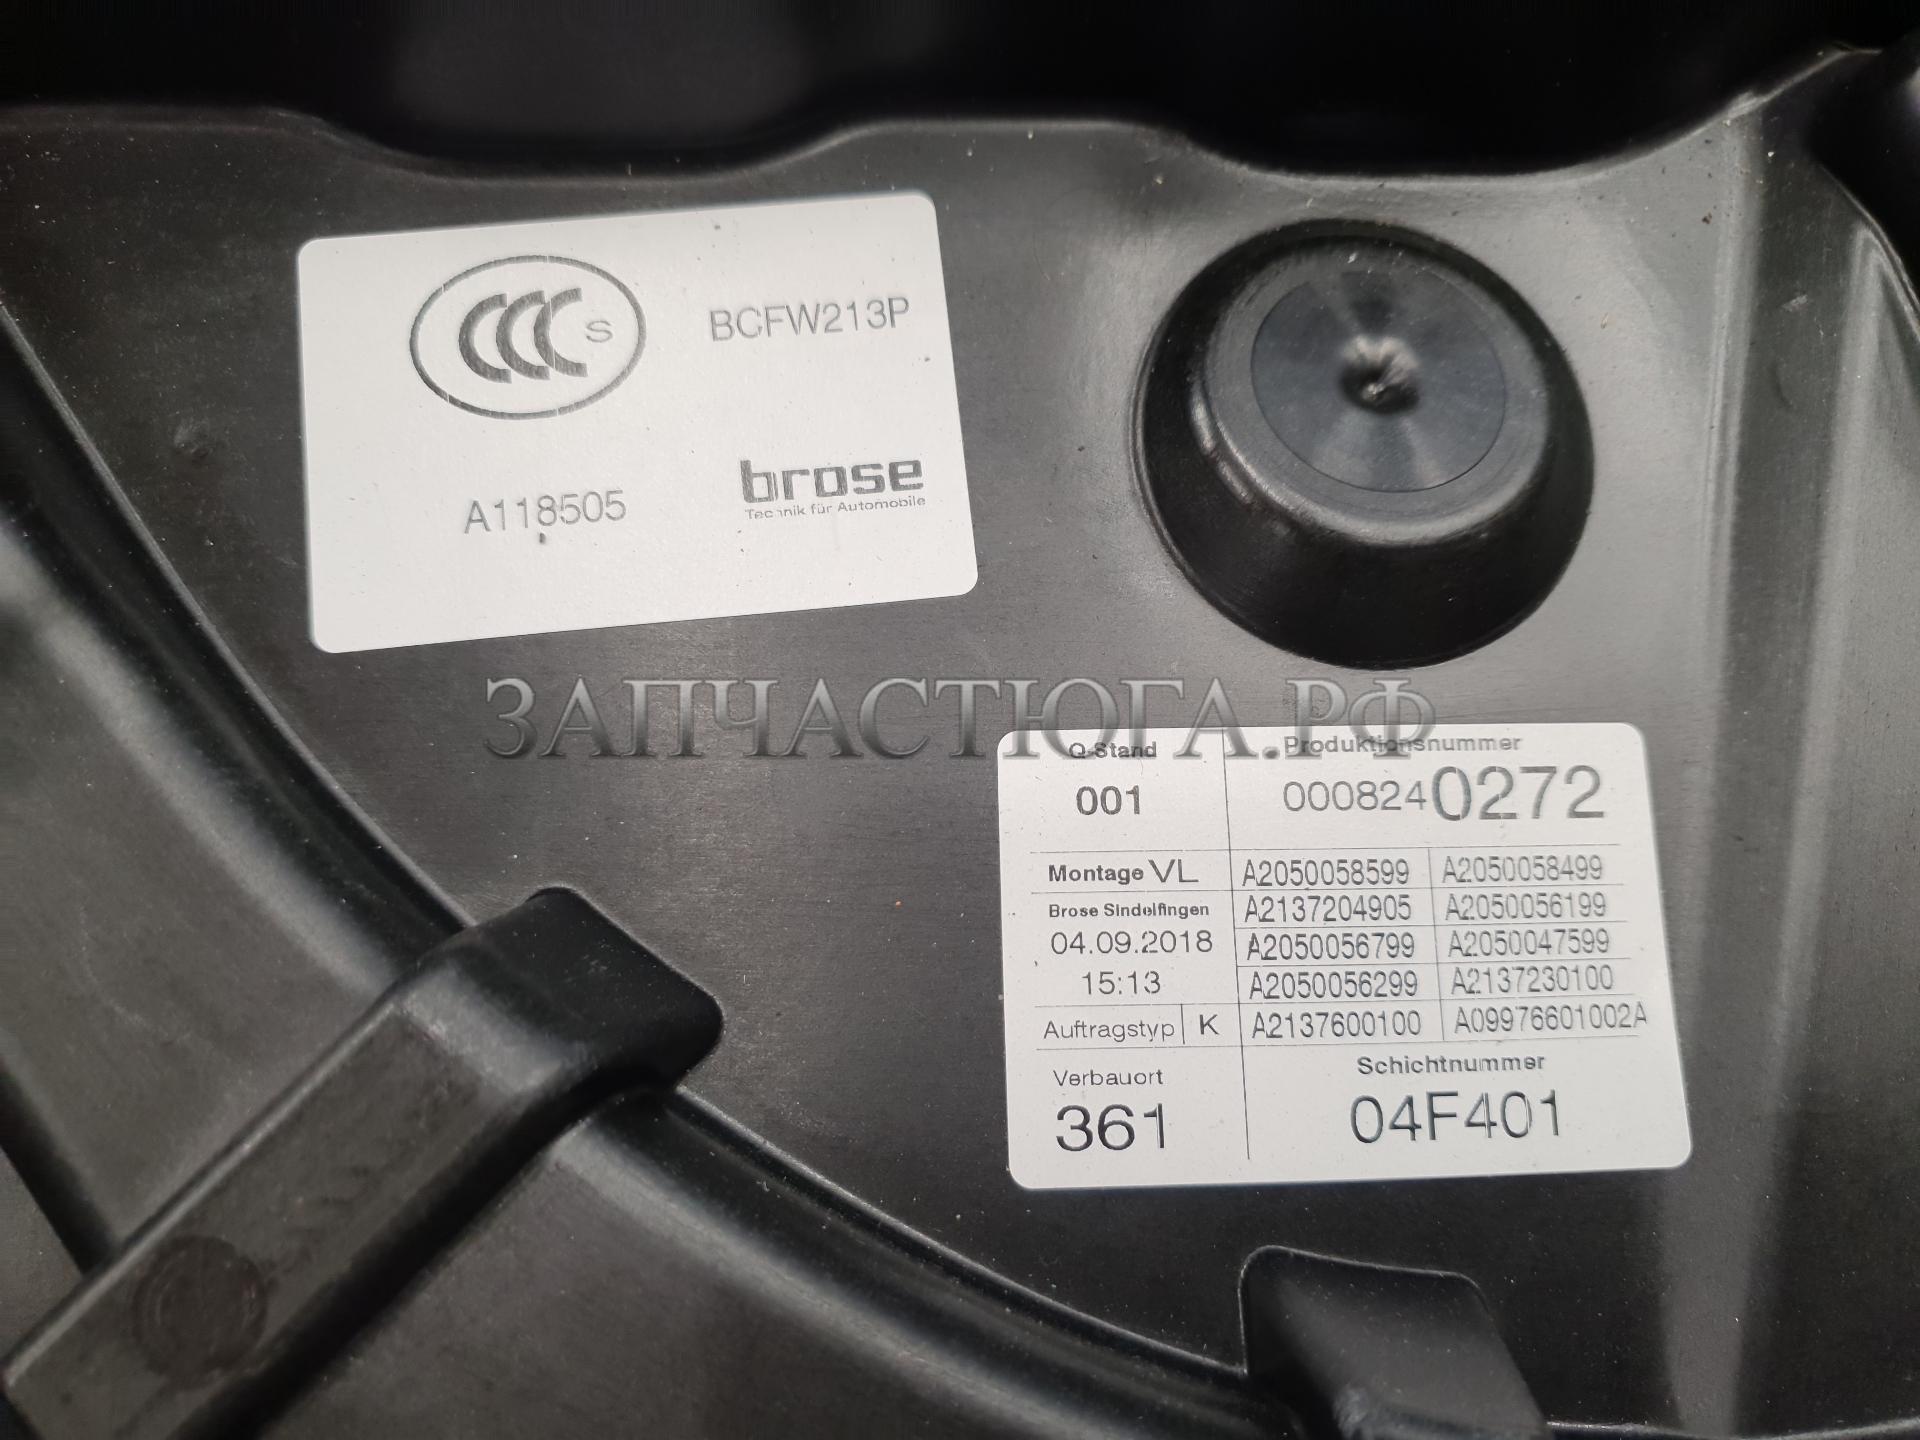 CCC S
BCFW213P
A118505
brose
Technik für Automobile
ЗАПЧАСТЮГА.РФ
Q-Stand
001
Produktionsnummer
0008240272
Montage VL
A2050058599 A2050058499
Brose Sindelfingen
A2137204905 A2050056199
04.09.2018
A2050056799 A2050047599
15:13
A2050056299 A2137230100
Auftragstyp K
A2137600100 A09976601002A
Verbauort
361
Schichtnummer
04F401